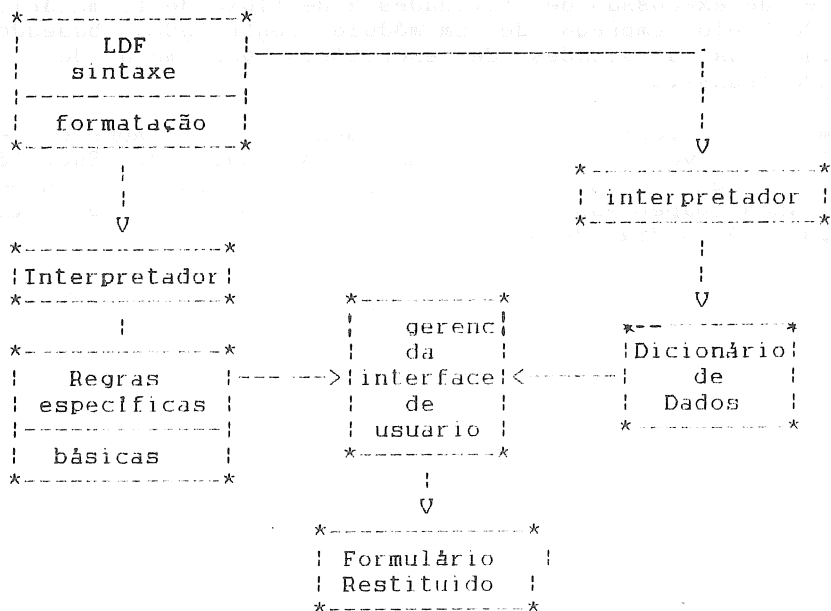 LDF
sintaxe
formatação
interpretador
Interpretador
gerenc
da
interface
de
usuario
Dicionário
de
Dados
Regras
específicas
básicas
Formulário
Restituido